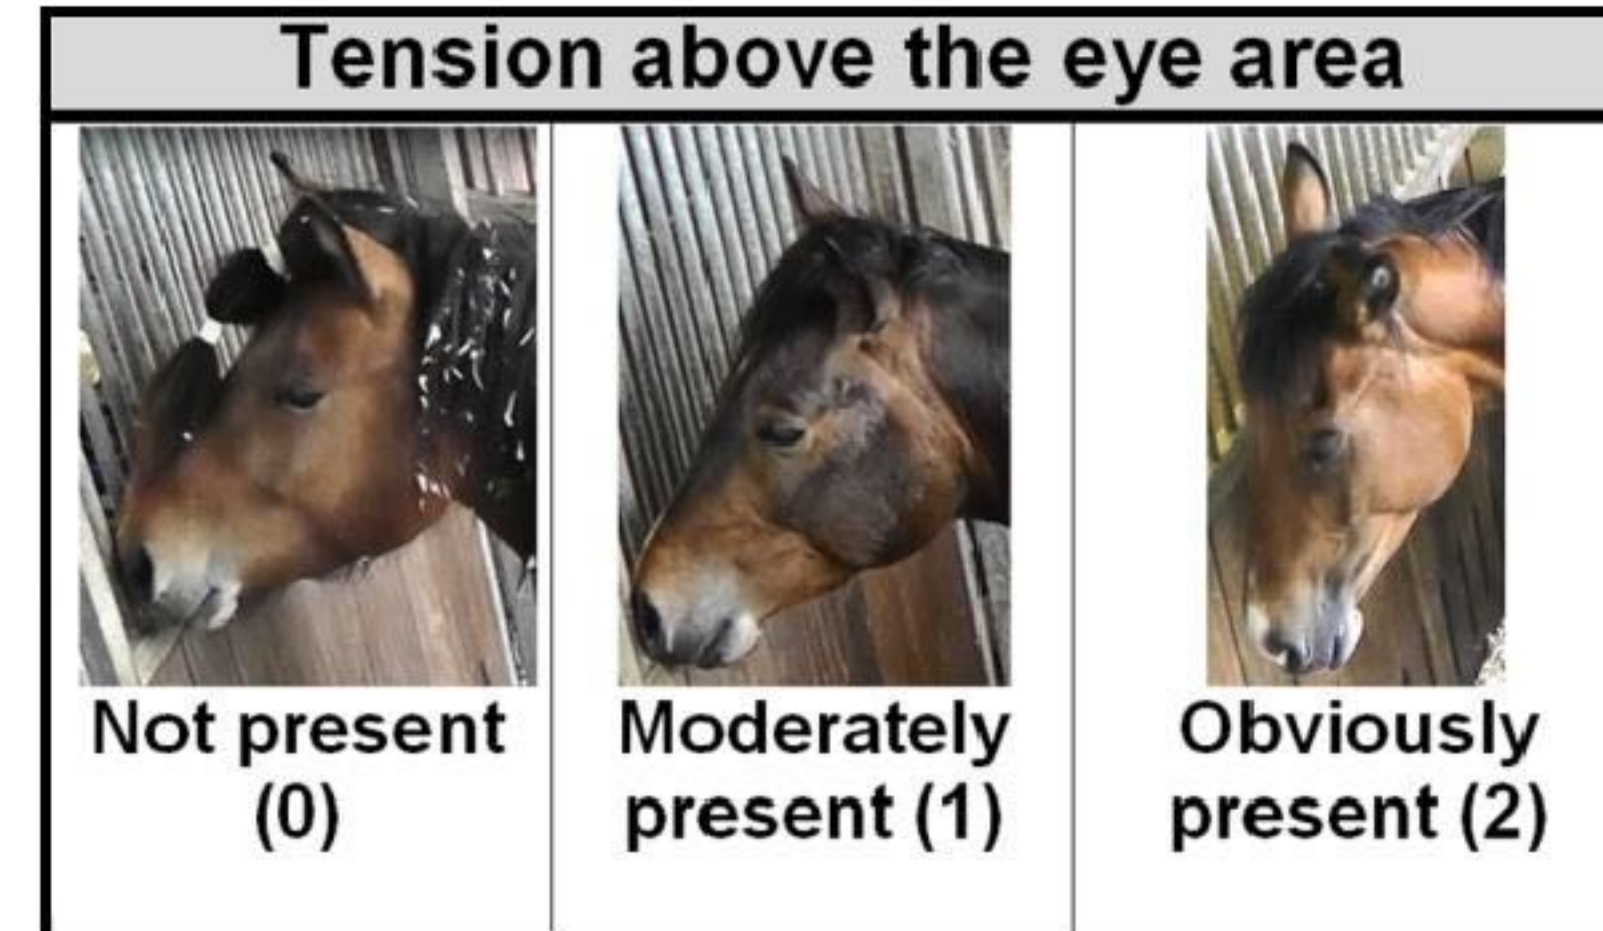 Tension above the eye area
Not present
(0)
Moderately
present (1)
Obviously
present (2)